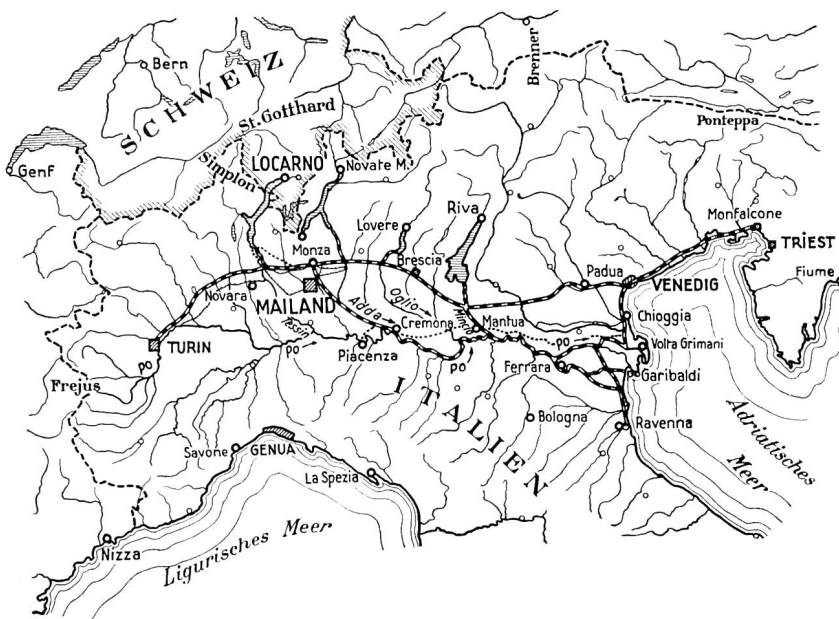 Bern
SCHWEIZ
Brenner
St. Gotthard
Ponteppa
Genf
Simplon
LOCARNO
Novate M.
Lovere
Riva
Monfalcone
TRIEST
Monza
Brescia
Padua
VENEDIG
Fiume
Novara
MAILAND
Adda
Oglio
Mincio
Chioggia
Tessin
Cremona
Mantua
TURIN
PO
PO
Piacenza
PO
PO
Volta Grimani
Frejus
Ferrara
P. Garibaldi
ITALIEN
Bologna
Ravenna
Adriatisches
Meer
Savone
GENUA
La Spezia
Nizza
Ligurisches Meer